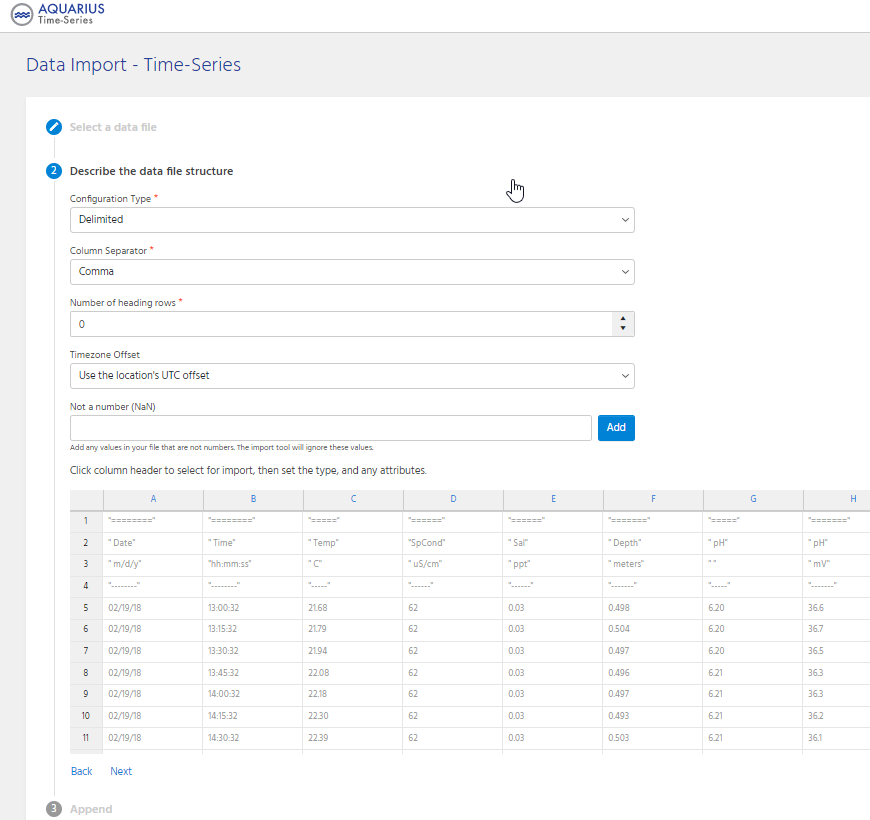 AQUARIUS
Time-Series
Data Import - Time-Series
Select a data file
2 Describe the data file structure
Configuration Type *
Delimited
Column Separator *
Comma
Number of heading rows *
0
Timezone Offset
Use the location's UTC offset
Not a number (NaN)
Add
Add any values in your file that are not numbers. The import tool will ignore these values.
Click column header to select for import, then set the type, and any attributes.
A B C D E F G H
1 "========" "========" "=====" "======" "======" "=======" "=====" "======="
2 " Date" " Time" " Temp" "SpCond" " Sal" " Depth" " pH" " pH"
3 " m/d/y" "hh:mm:ss" " C" " uS/cm" " ppt" " meters" " " " mV"
4 "--------" "--------" "-----" "------" "------" "-------" "-----" "-------"
5 02/19/18 13:00:32 21.68 62 0.03 0.498 6.20 36.6
6 02/19/18 13:15:32 21.79 62 0.03 0.504 6.20 36.7
7 02/19/18 13:30:32 21.94 62 0.03 0.497 6.20 36.5
8 02/19/18 13:45:32 22.08 62 0.03 0.496 6.21 36.3
9 02/19/18 14:00:32 22.18 62 0.03 0.497 6.21 36.3
10 02/19/18 14:15:32 22.30 62 0.03 0.493 6.21 36.2
11 02/19/18 14:30:32 22.39 62 0.03 0.503 6.21 36.1
Back Next
3 Append